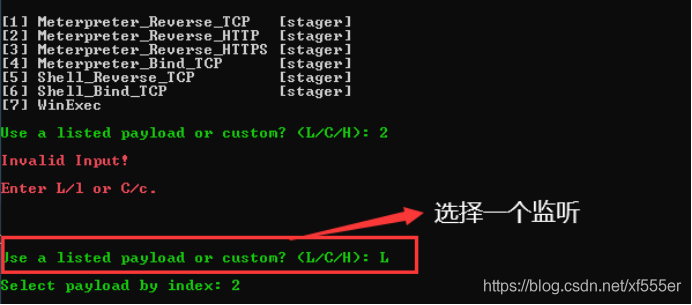 [1] Meterpreter_Reverse_TCP [stager]
[2] Meterpreter_Reverse_HTTP [stager]
[3] Meterpreter_Reverse_HTTPS [stager]
[4] Meterpreter_Bind_TCP [stager]
[5] Shell_Reverse_TCP [stager]
[6] Shell_Bind_TCP [stager]
[7] WinExec
Use a listed payload or custom? (L/C/H): 2
Invalid Input!
Enter L/l or C/c.
选择一个监听
Use a listed payload or custom? (L/C/H): L
Select payload by index: 2
https://blog.csdn.net/xf555er